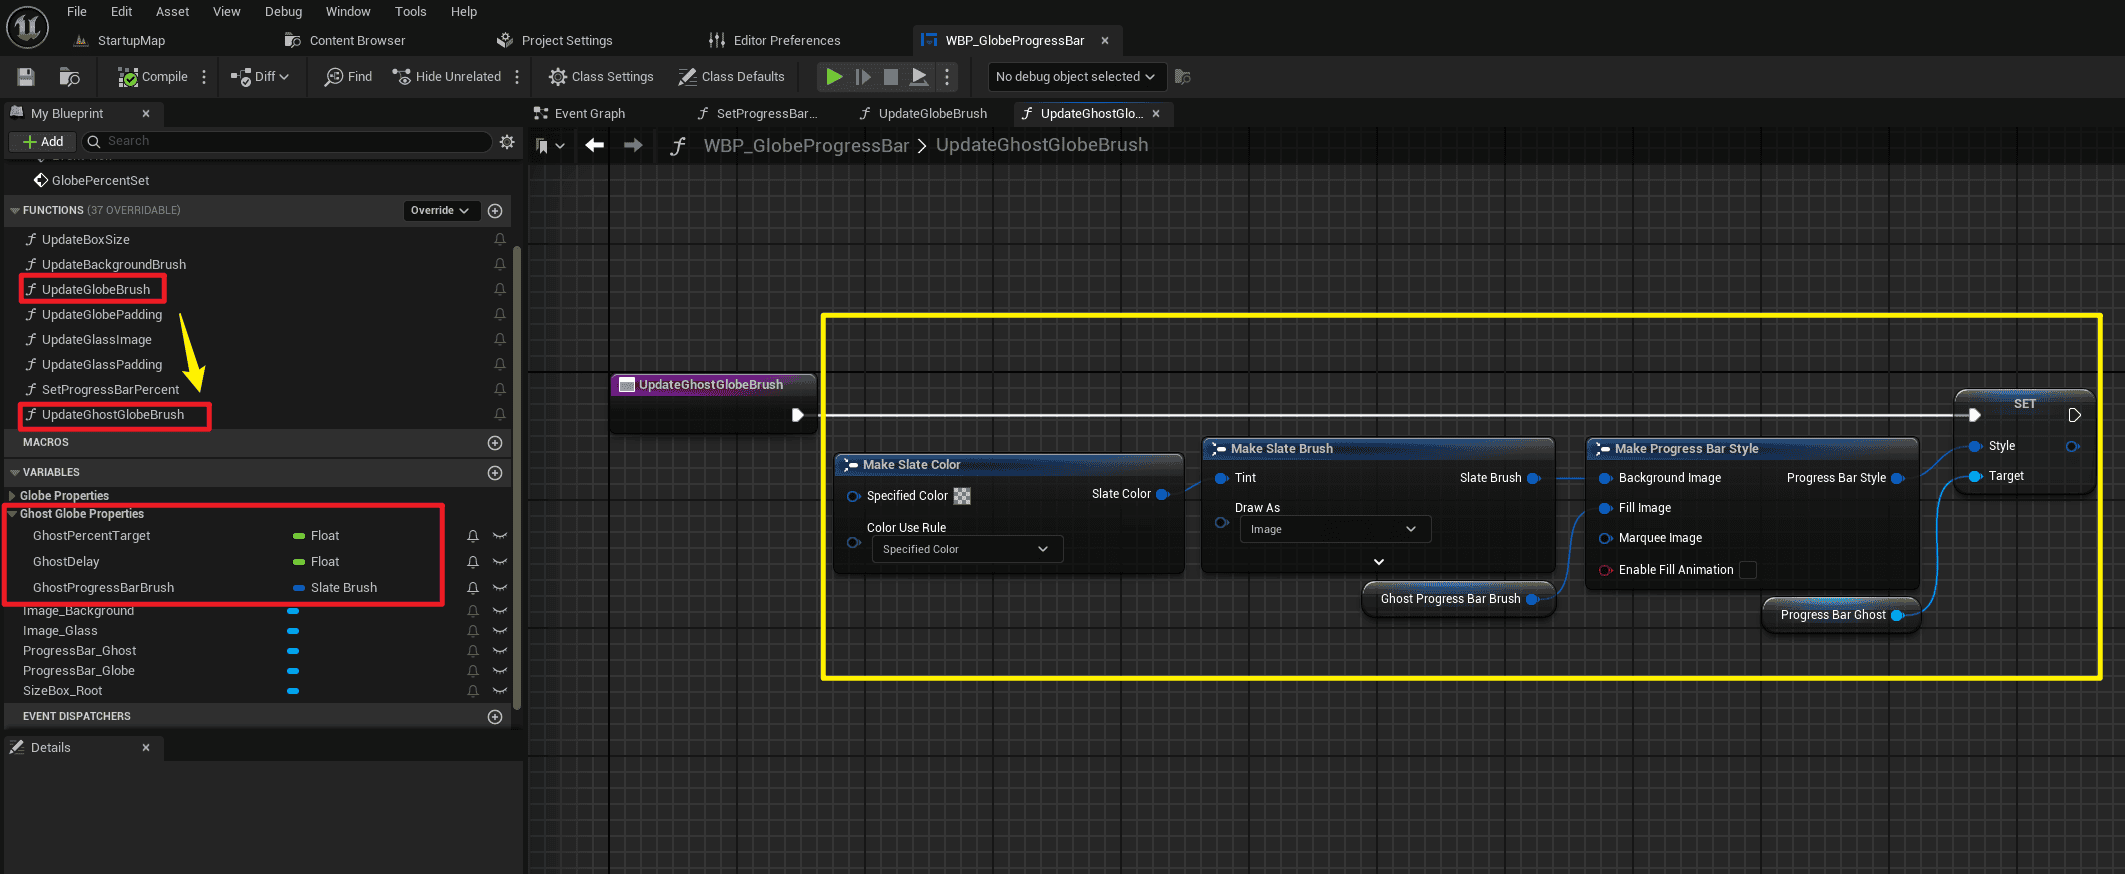 File Edit Asset View Debug Window Tools Help
StartupMap Content Browser Project Settings Editor Preferences WBP_GlobeProgressBar
Compile Diff Find Hide Unrelated Class Settings Class Defaults No debug object selected
My Blueprint
Add Search
GlobePercentSet
FUNCTIONS (37 OVERRIDABLE) Override
UpdateBoxSize
UpdateBackgroundBrush
UpdateGlobeBrush
UpdateGlobePadding
UpdateGlassImage
UpdateGlassPadding
SetProgressBarPercent
UpdateGhostGlobeBrush
MACROS
VARIABLES
Globe Properties
Ghost Globe Properties
GhostPercentTarget Float
GhostDelay Float
GhostProgressBarBrush Slate Brush
Image_Background
Image_Glass
ProgressBar_Ghost
ProgressBar_Globe
SizeBox_Root
EVENT DISPATCHERS
Details
Event Graph SetProgressBar... UpdateGlobeBrush UpdateGhostGlo...
WBP_GlobeProgressBar > UpdateGhostGlobeBrush
UpdateGhostGlobeBrush
Make Slate Color
Specified Color Slate Color
Color Use Rule
Specified Color
Make Slate Brush
Tint Slate Brush
Draw As
Image
Ghost Progress Bar Brush
Make Progress Bar Style
Background Image Progress Bar Style
Fill Image
Marquee Image
Enable Fill Animation
Progress Bar Ghost
SET
Style
Target